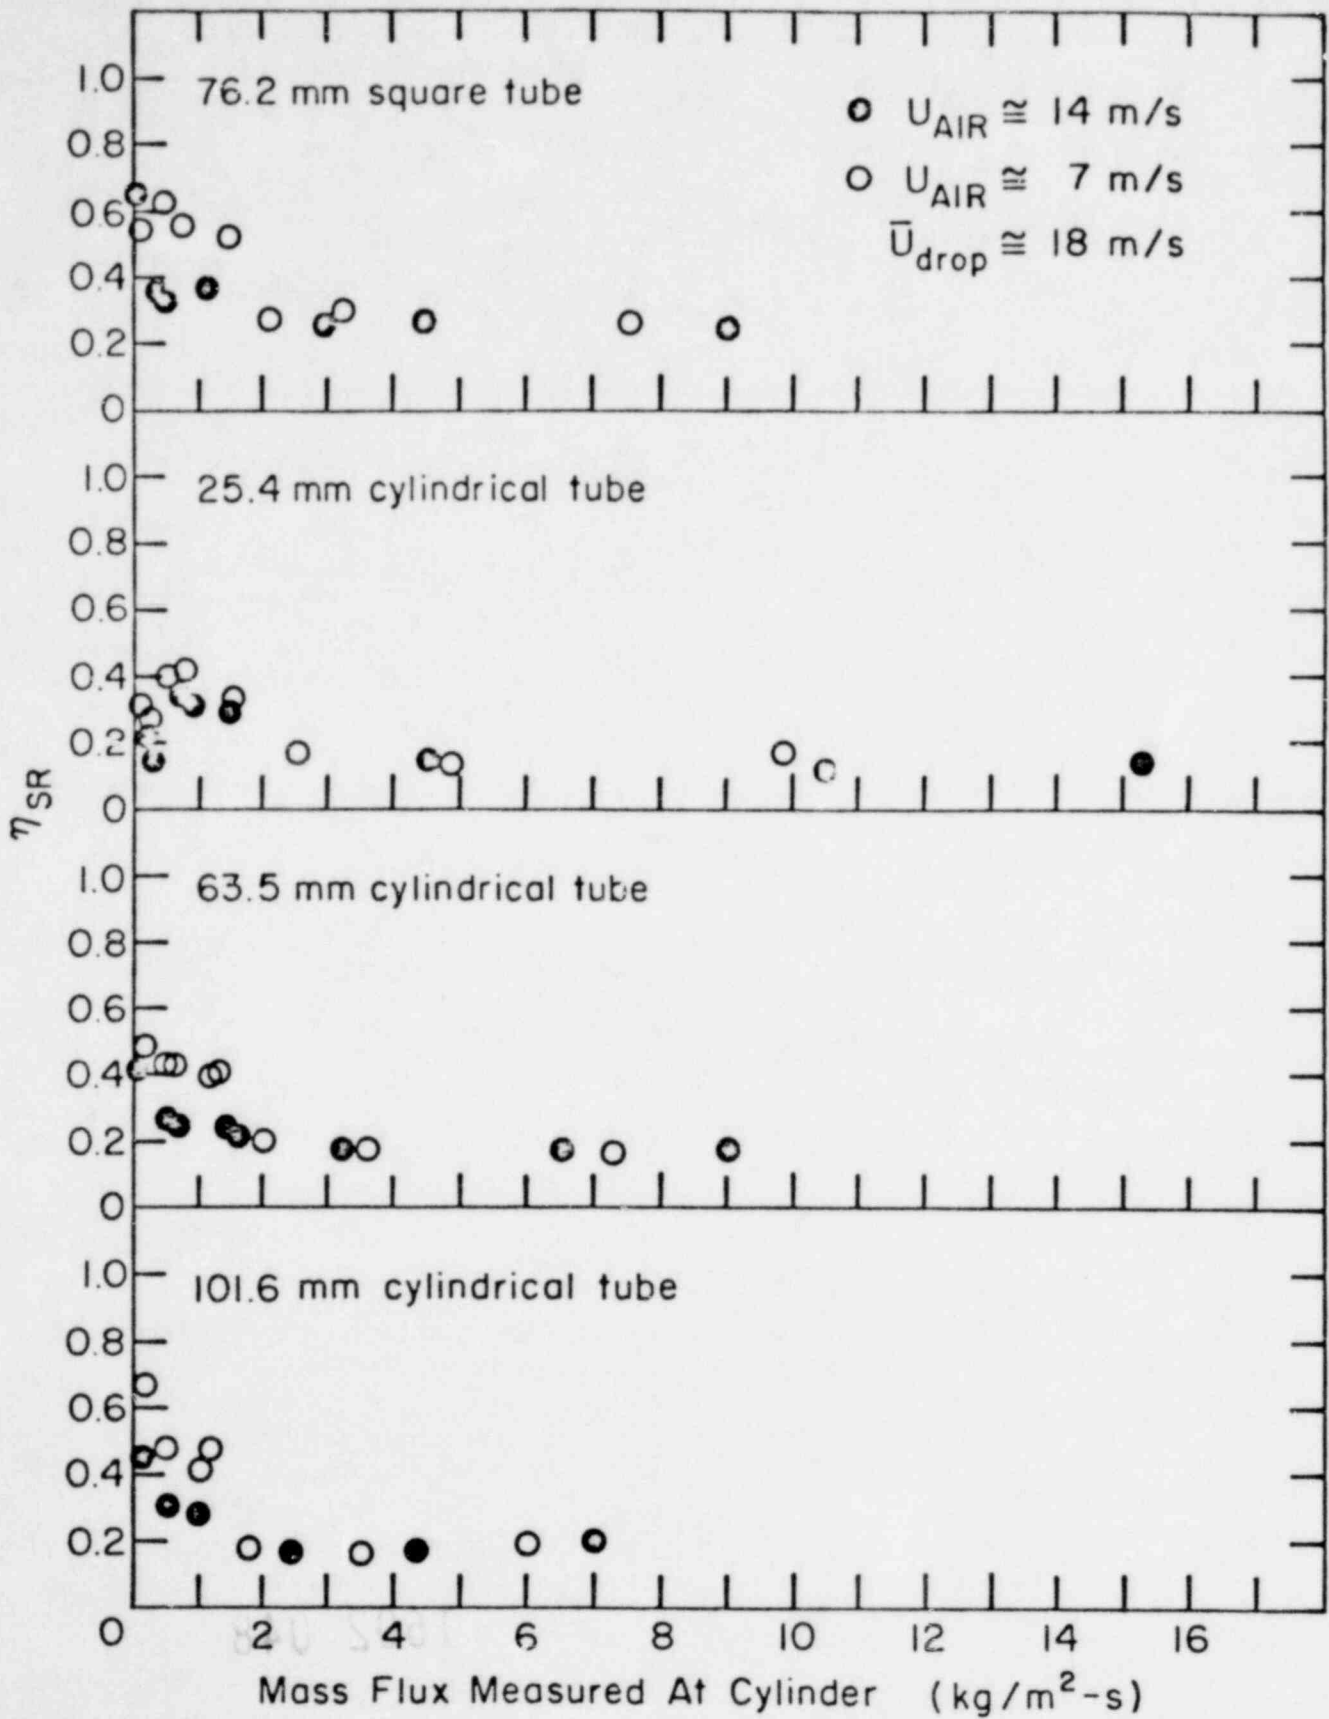 1.0
76.2 mm square tube
● U_AIR ≅ 14 m/s
0.8
○ U_AIR ≅ 7 m/s
0.6
Ū_drop ≅ 18 m/s
0.4
0.2
0
1.0
25.4 mm cylindrical tube
0.8
0.6
0.4
0.2
0
η_SR
1.0
63.5 mm cylindrical tube
0.8
0.6
0.4
0.2
0
1.0
101.6 mm cylindrical tube
0.8
0.6
0.4
0.2
0 2 4 6 8 10 12 14 16
Mass Flux Measured At Cylinder (kg/m²-s)